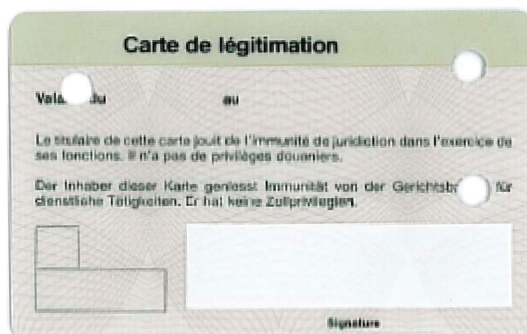 Carte de légitimation
du au
Le titulaire de cette carte jouit de l'immunité de juridiction dans l'exercice de
ses fonctions. Il n'a pas de privilèges douaniers.
Der Inhaber dieser Karte geniesst Immunität von der für
dienstliche Tätigkeiten. Er hat keine Zollprivilegien.
Signature